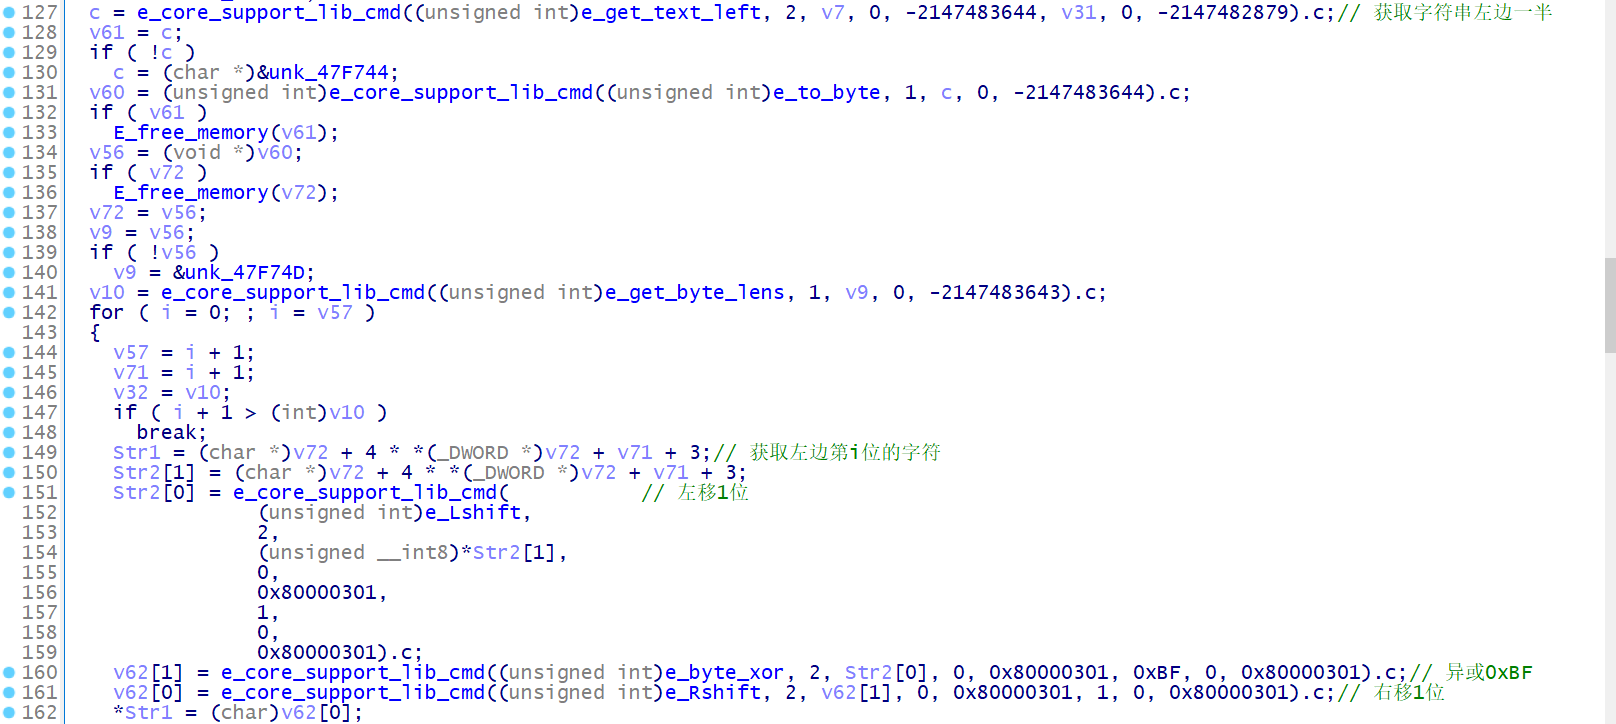 127 c = e_core_support_lib_cmd((unsigned int)e_get_text_left, 2, v7, 0, -2147483644, v31, 0, -2147482879).c;// 获取字符串左边一半
128 v61 = c;
129 if ( !c )
130 c = (char *)&unk_47F744;
131 v60 = (unsigned int)e_core_support_lib_cmd((unsigned int)e_to_byte, 1, c, 0, -2147483644).c;
132 if ( v61 )
133 E_free_memory(v61);
134 v56 = (void *)v60;
135 if ( v72 )
136 E_free_memory(v72);
137 v72 = v56;
138 v9 = v56;
139 if ( !v56 )
140 v9 = &unk_47F74D;
141 v10 = e_core_support_lib_cmd((unsigned int)e_get_byte_lens, 1, v9, 0, -2147483643).c;
142 for ( i = 0; ; i = v57 )
143 {
144 v57 = i + 1;
145 v71 = i + 1;
146 v32 = v10;
147 if ( i + 1 > (int)v10 )
148 break;
149 Str1 = (char *)v72 + 4 * *(_DWORD *)v72 + v71 + 3;// 获取左边第i位的字符
150 Str2[1] = (char *)v72 + 4 * *(_DWORD *)v72 + v71 + 3;
151 Str2[0] = e_core_support_lib_cmd( // 左移1位
152 (unsigned int)e_Lshift,
153 2,
154 (unsigned __int8)*Str2[1],
155 0,
156 0x80000301,
157 1,
158 0,
159 0x80000301).c;
160 v62[1] = e_core_support_lib_cmd((unsigned int)e_byte_xor, 2, Str2[0], 0, 0x80000301, 0xBF, 0, 0x80000301).c;// 异或0xBF
161 v62[0] = e_core_support_lib_cmd((unsigned int)e_Rshift, 2, v62[1], 0, 0x80000301, 1, 0, 0x80000301).c;// 右移1位
162 *Str1 = (char)v62[0];